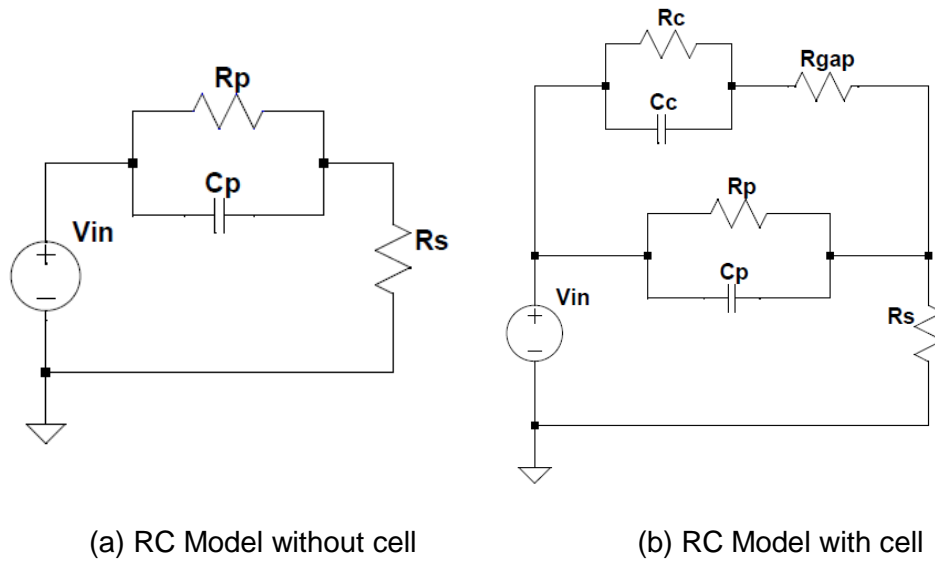 Rp
Cp
Vin
Rs
(a) RC Model without cell
Rc
Rgap
Cc
Rp
Cp
Vin
Rs
(b) RC Model with cell